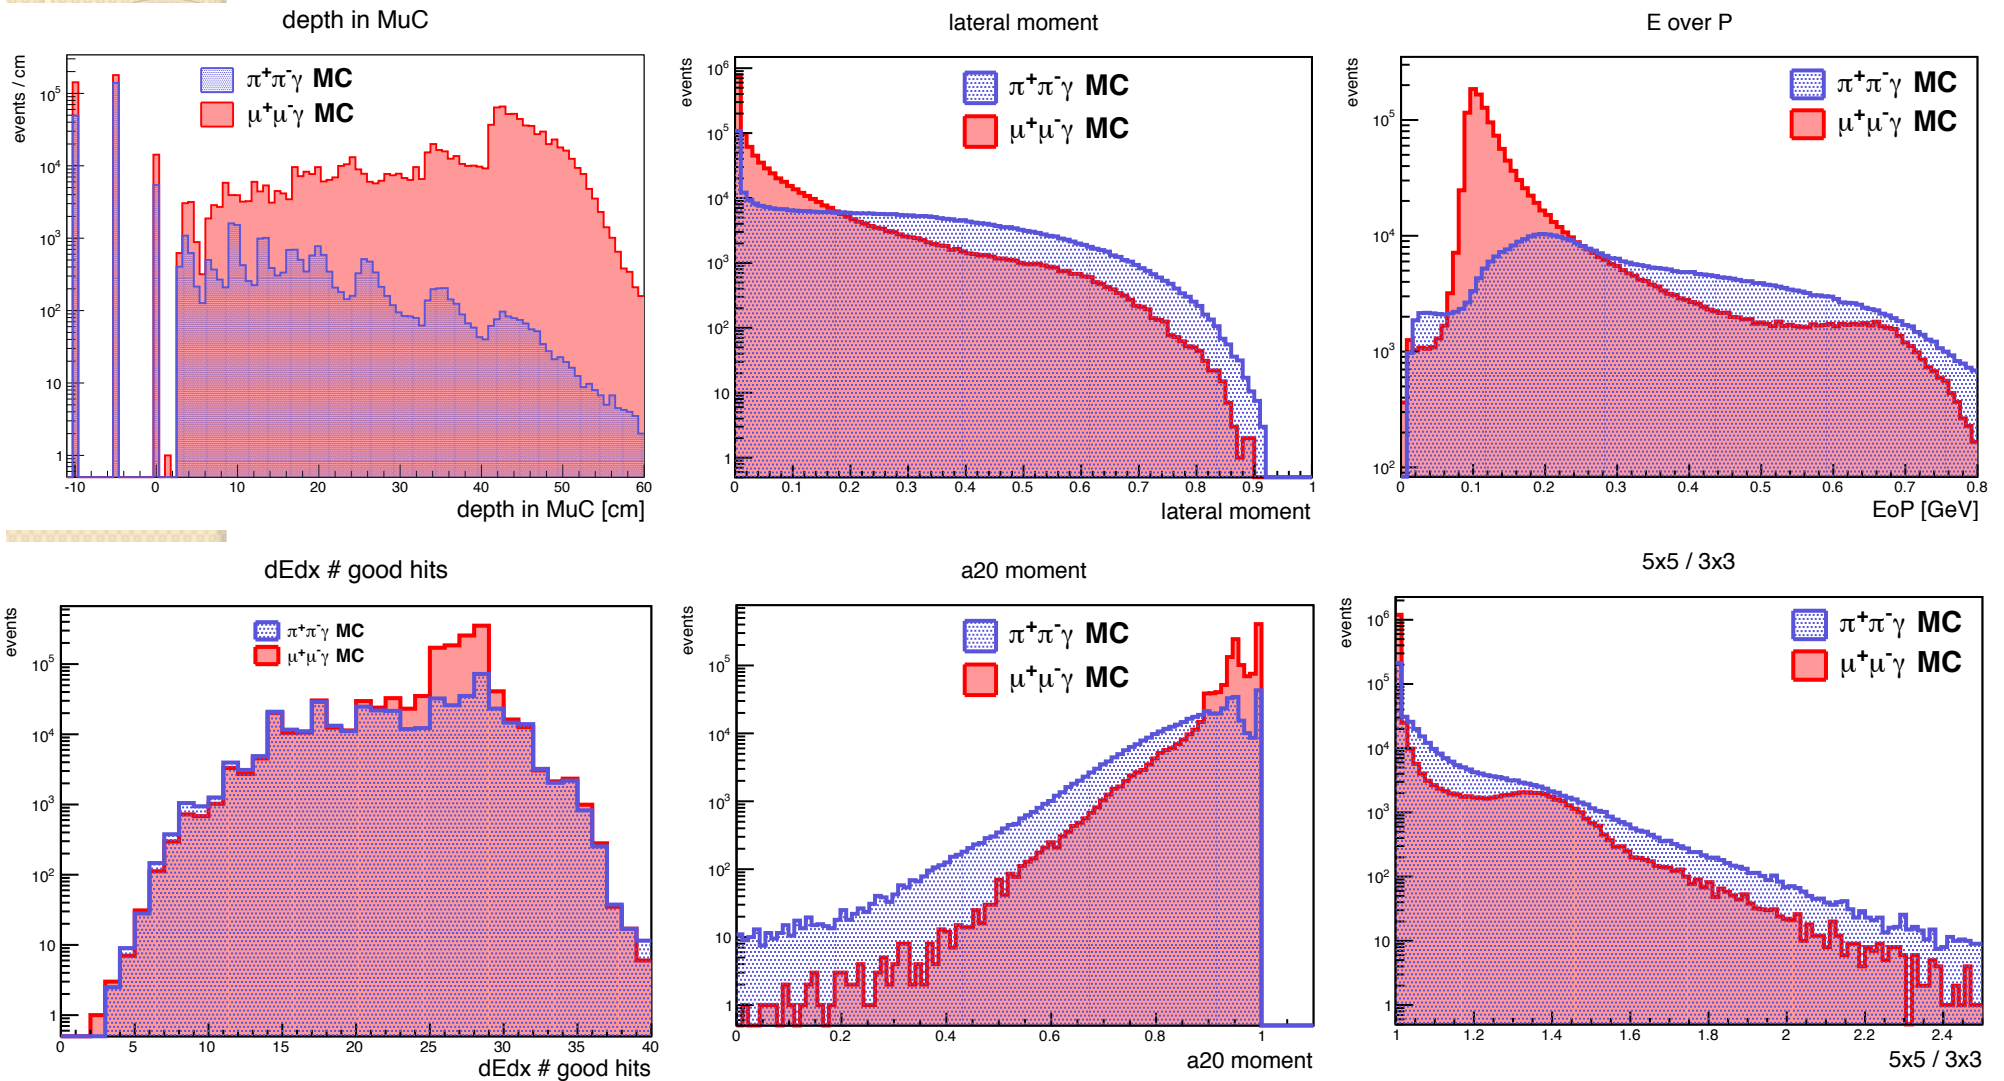 depth in MuC
events / cm
π⁺π⁻γ MC
μ⁺μ⁻γ MC
10⁵
10⁴
10³
10²
10
1
-10 0 10 20 30 40 50 60
depth in MuC [cm]
lateral moment
events
π⁺π⁻γ MC
μ⁺μ⁻γ MC
10⁶
10⁵
10⁴
10³
10²
10
1
0 0.1 0.2 0.3 0.4 0.5 0.6 0.7 0.8 0.9 1
lateral moment
E over P
events
π⁺π⁻γ MC
μ⁺μ⁻γ MC
10⁵
10⁴
10³
10²
0 0.1 0.2 0.3 0.4 0.5 0.6 0.7 0.8
EoP [GeV]
dEdx # good hits
events
π⁺π⁻γ MC
μ⁺μ⁻γ MC
10⁵
10⁴
10³
10²
10
1
0 5 10 15 20 25 30 35 40
dEdx # good hits
a20 moment
events
π⁺π⁻γ MC
μ⁺μ⁻γ MC
10⁵
10⁴
10³
10²
10
1
0 0.2 0.4 0.6 0.8 1
a20 moment
5x5 / 3x3
events
π⁺π⁻γ MC
μ⁺μ⁻γ MC
10⁶
10⁵
10⁴
10³
10²
10
1
1 1.2 1.4 1.6 1.8 2 2.2 2.4
5x5 / 3x3